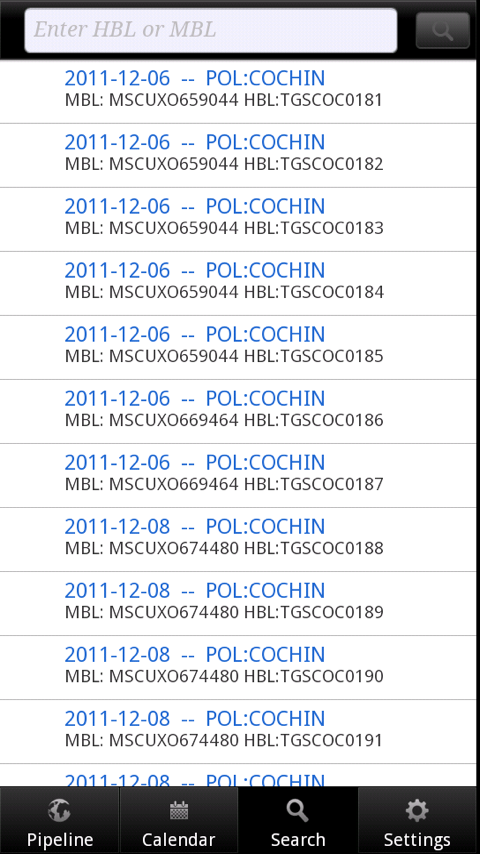 Enter HBL or MBL
2011-12-06 -- POL:COCHIN
MBL: MSCUXO659044 HBL:TGSCOC0181
2011-12-06 -- POL:COCHIN
MBL: MSCUXO659044 HBL:TGSCOC0182
2011-12-06 -- POL:COCHIN
MBL: MSCUXO659044 HBL:TGSCOC0183
2011-12-06 -- POL:COCHIN
MBL: MSCUXO659044 HBL:TGSCOC0184
2011-12-06 -- POL:COCHIN
MBL: MSCUXO659044 HBL:TGSCOC0185
2011-12-06 -- POL:COCHIN
MBL: MSCUXO669464 HBL:TGSCOC0186
2011-12-06 -- POL:COCHIN
MBL: MSCUXO669464 HBL:TGSCOC0187
2011-12-08 -- POL:COCHIN
MBL: MSCUXO674480 HBL:TGSCOC0188
2011-12-08 -- POL:COCHIN
MBL: MSCUXO674480 HBL:TGSCOC0189
2011-12-08 -- POL:COCHIN
MBL: MSCUXO674480 HBL:TGSCOC0190
2011-12-08 -- POL:COCHIN
MBL: MSCUXO674480 HBL:TGSCOC0191
2011-12-08 -- POL:COCHIN
Pipeline Calendar Search Settings